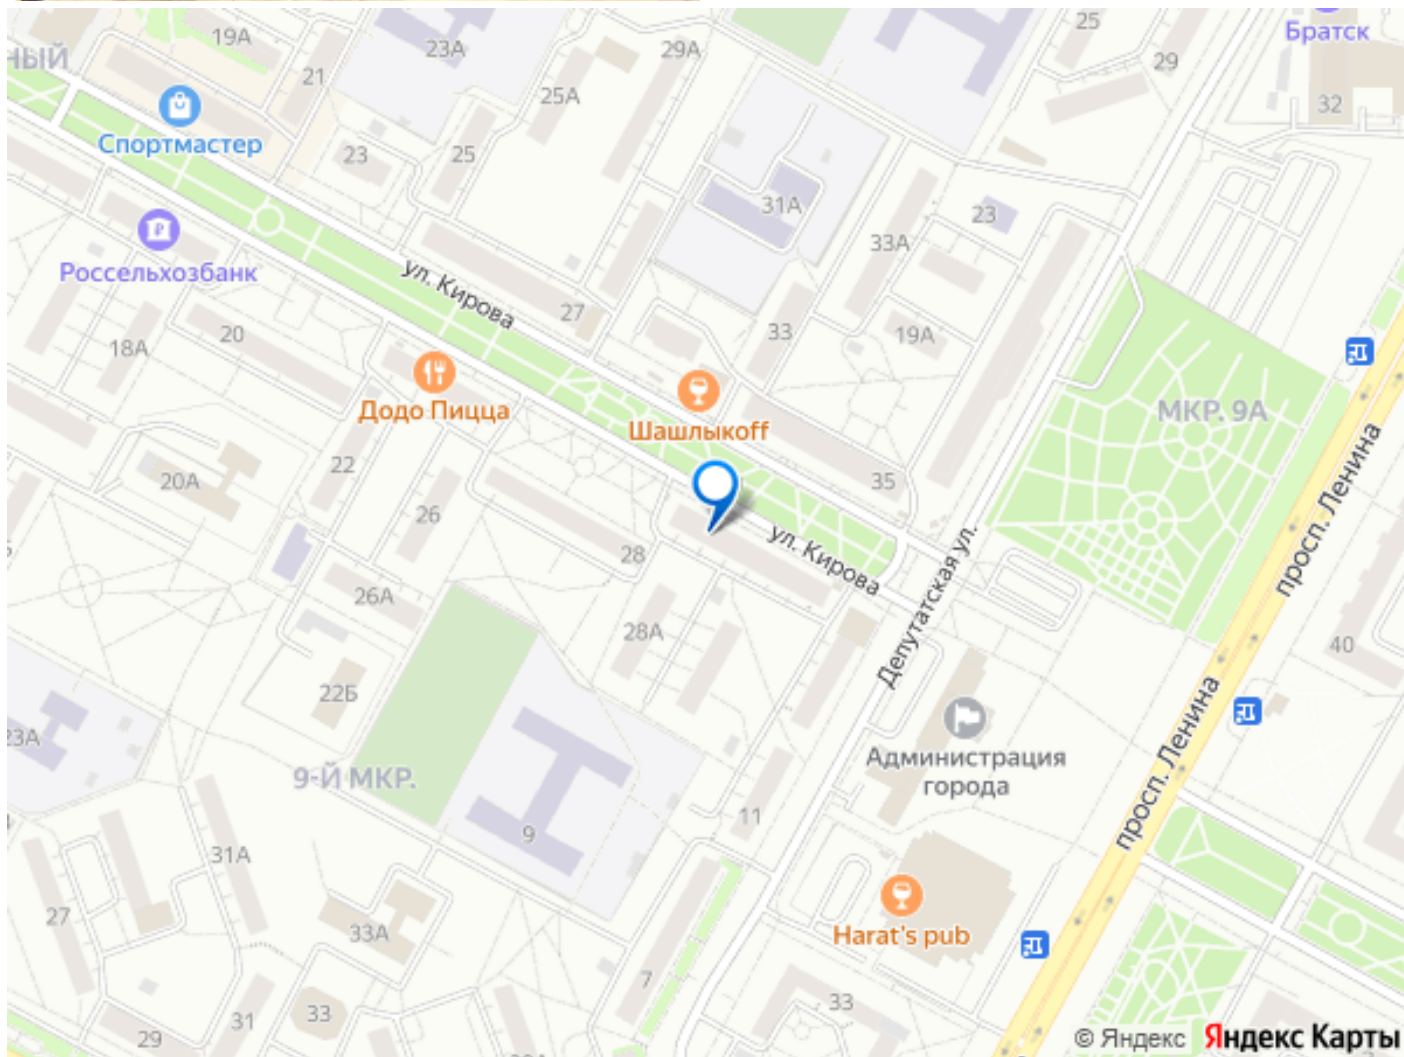 19А
23А
29А
25
Братск
НЫЙ
21
25А
29
32
Спортмастер
23
25
31А
23
33А
Россельхозбанк
ул. Кирова
27
33
19А
20
18А
Додо Пицца
Шашлыкоff
МКР. 9А
просп. Ленина
22
20А
26
35
28
ул. Кирова
26А
28А
Депутатская ул.
40
22Б
23А
просп. Ленина
Администрация
города
9-Й МКР.
9
11
31А
27
33А
Harat's pub
7
33
33
31
29
© Яндекс Яндекс Карты